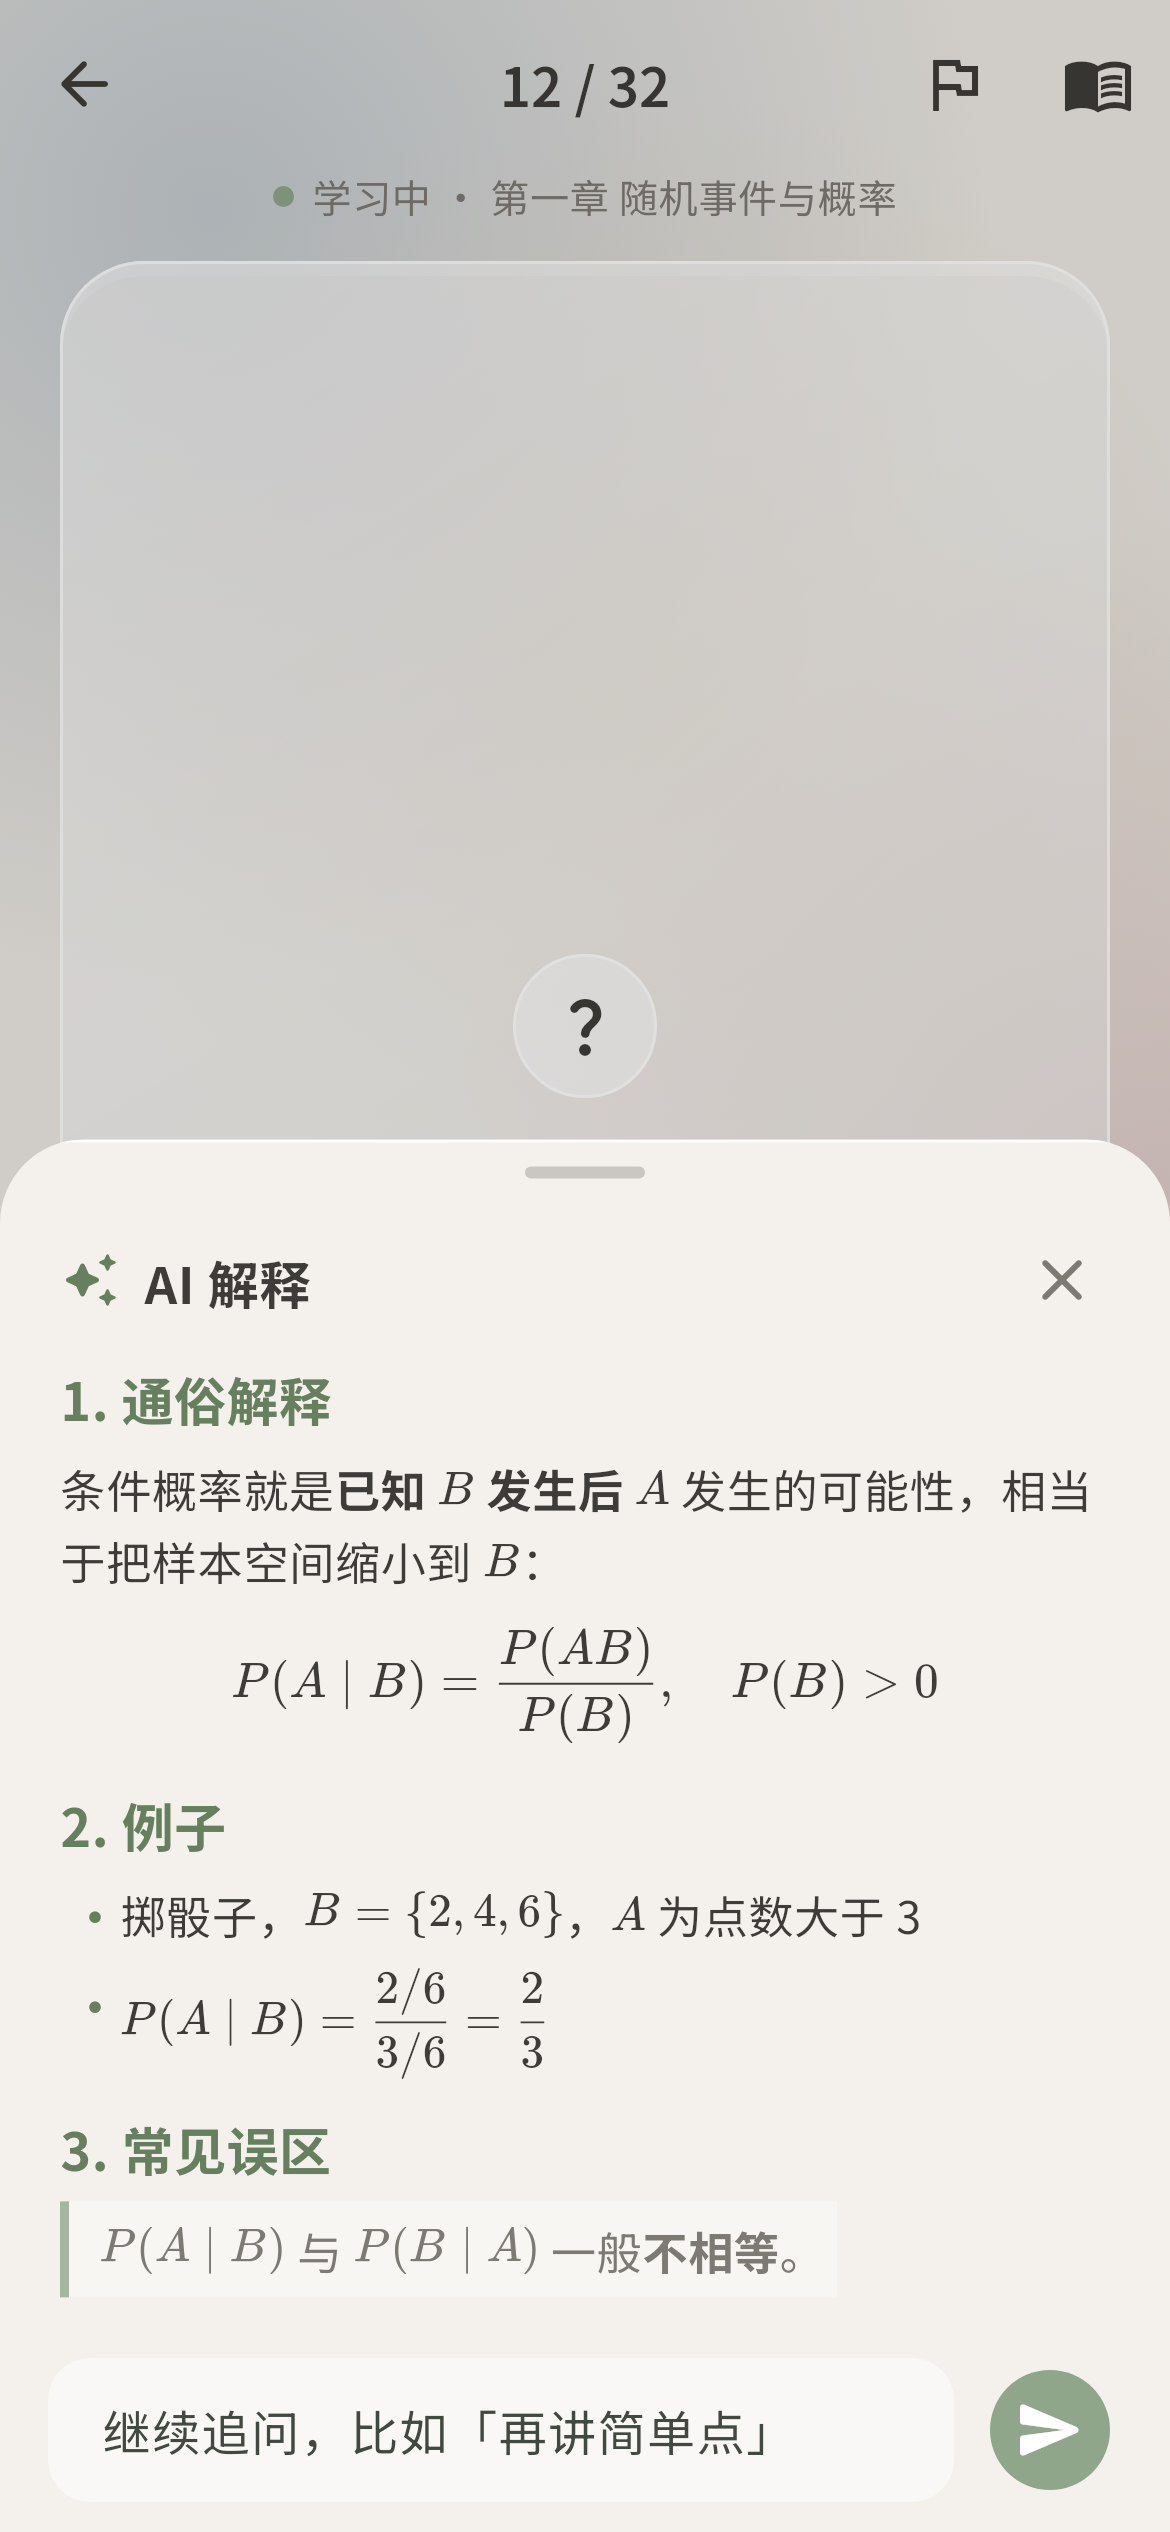 12 / 32
学习中 · 第一章 随机事件与概率
?
AI 解释
1. 通俗解释
条件概率就是已知 B 发生后 A 发生的可能性，相当
于把样本空间缩小到 B：
P(A | B) = P(AB)/P(B),  P(B) > 0
2. 例子
• 掷骰子，B = {2, 4, 6}，A 为点数大于 3
• P(A | B) = (2/6)/(3/6) = 2/3
3. 常见误区
P(A | B) 与 P(B | A) 一般不相等。
继续追问，比如「再讲简单点」